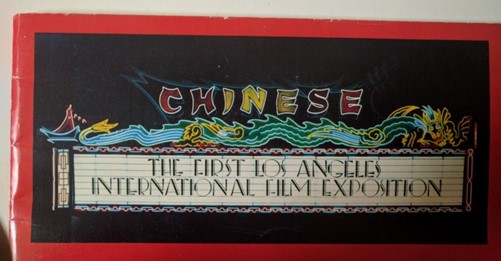 CHINESE
THE FIRST LOS ANGELES
INTERNATIONAL FILM EXPOSITION